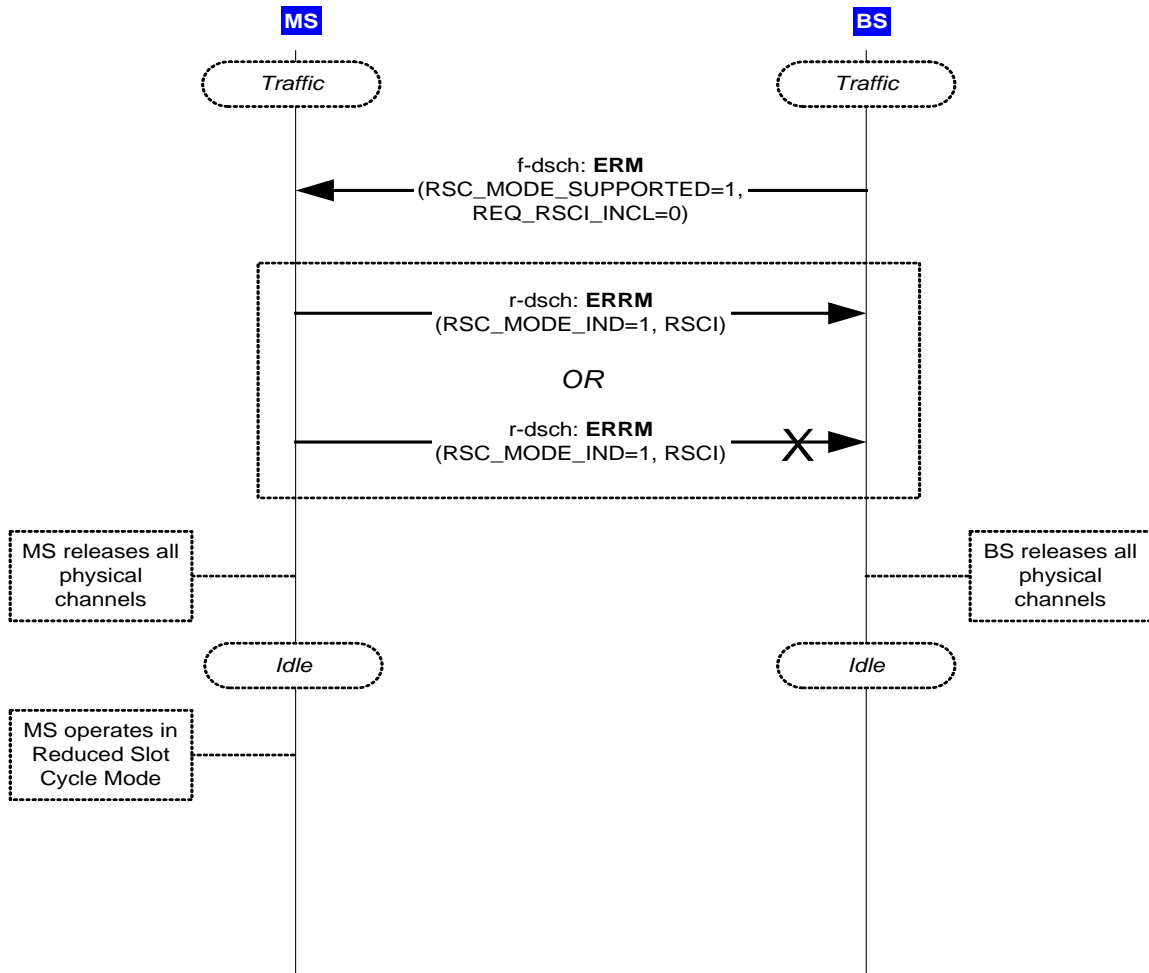 MS
BS
Traffic
Traffic
f-dsch: ERM
(RSC_MODE_SUPPORTED=1,
REQ_RSCI_INCL=0)
r-dsch: ERRM
(RSC_MODE_IND=1, RSCI)
OR
r-dsch: ERRM
(RSC_MODE_IND=1, RSCI)
X
MS releases all
physical
channels
BS releases all
physical
channels
Idle
Idle
MS operates in
Reduced Slot
Cycle Mode